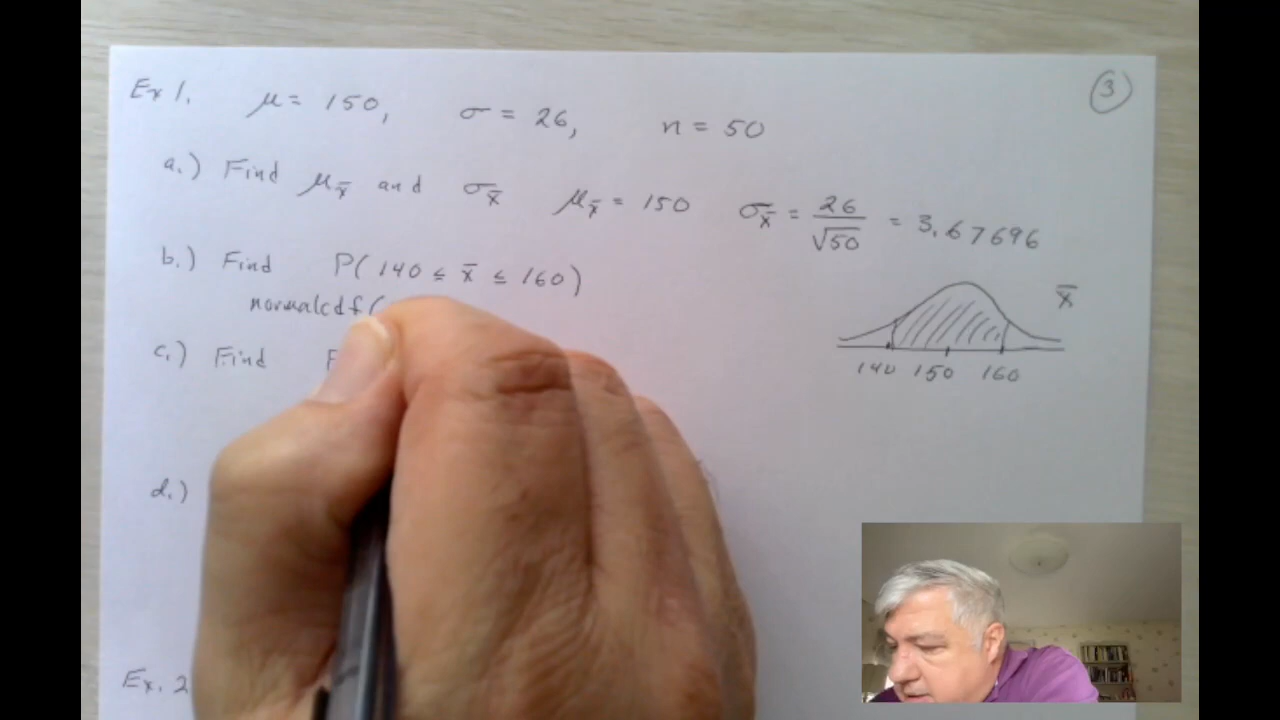 3
Ex 1. μ = 150, σ = 26, n = 50
a.) Find μx̄ and σx̄ μx̄ = 150 σx̄ = 26/√50 = 3.67696
b.) Find P(140 ≤ x̄ ≤ 160)
normalcdf(
x̄
140 150 160
c.) Find
d.)
Ex. 2